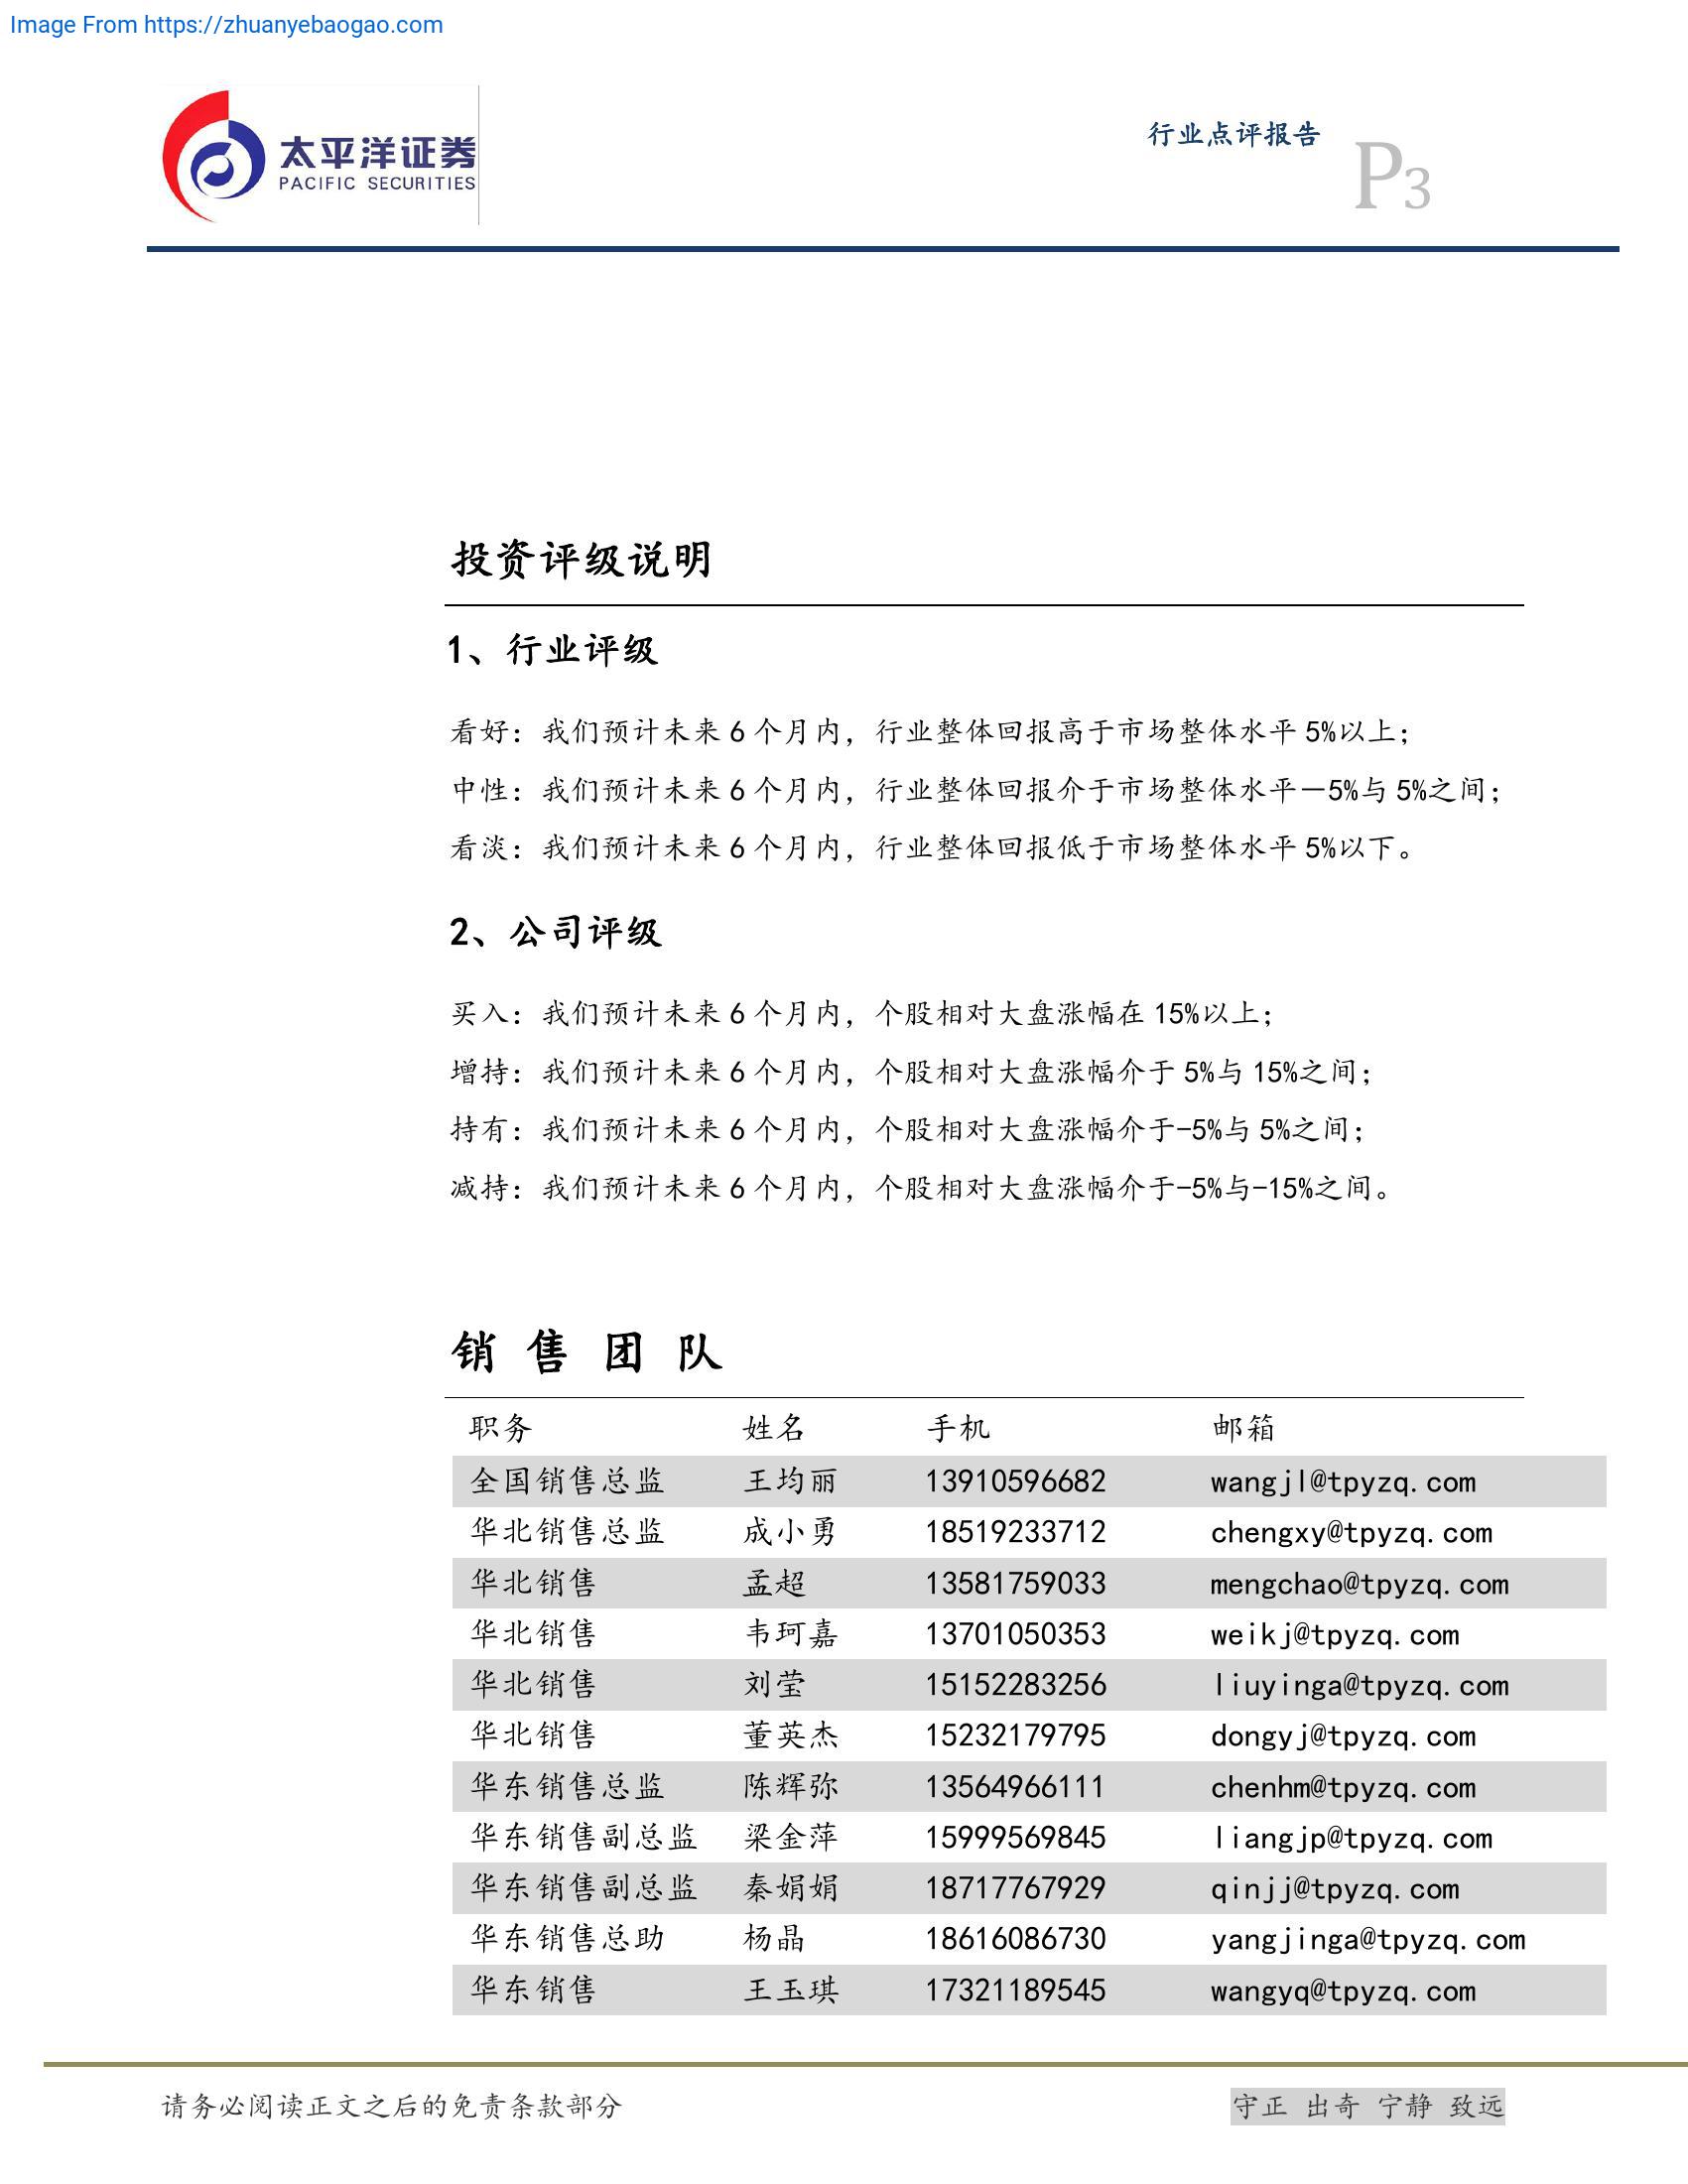 Image From https://zhuanyebaogao.com
太平洋证券
PACIFIC SECURITIES
行业点评报告
P3
投资评级说明
1、行业评级
看好：我们预计未来 6 个月内，行业整体回报高于市场整体水平 5%以上；
中性：我们预计未来 6 个月内，行业整体回报介于市场整体水平－5%与 5%之间；
看淡：我们预计未来 6 个月内，行业整体回报低于市场整体水平 5%以下。
2、公司评级
买入：我们预计未来 6 个月内，个股相对大盘涨幅在 15%以上；
增持：我们预计未来 6 个月内，个股相对大盘涨幅介于 5%与 15%之间；
持有：我们预计未来 6 个月内，个股相对大盘涨幅介于-5%与 5%之间；
减持：我们预计未来 6 个月内，个股相对大盘涨幅介于-5%与-15%之间。
销 售 团 队
职务 姓名 手机 邮箱
全国销售总监 王均丽 13910596682 wangjl@tpyzq.com
华北销售总监 成小勇 18519233712 chengxy@tpyzq.com
华北销售 孟超 13581759033 mengchao@tpyzq.com
华北销售 韦珂嘉 13701050353 weikj@tpyzq.com
华北销售 刘莹 15152283256 liuyinga@tpyzq.com
华北销售 董英杰 15232179795 dongyj@tpyzq.com
华东销售总监 陈辉弥 13564966111 chenhm@tpyzq.com
华东销售副总监 梁金萍 15999569845 liangjp@tpyzq.com
华东销售副总监 秦娟娟 18717767929 qinjj@tpyzq.com
华东销售总助 杨晶 18616086730 yangjinga@tpyzq.com
华东销售 王玉琪 17321189545 wangyq@tpyzq.com
请务必阅读正文之后的免责条款部分
守正 出奇 宁静 致远